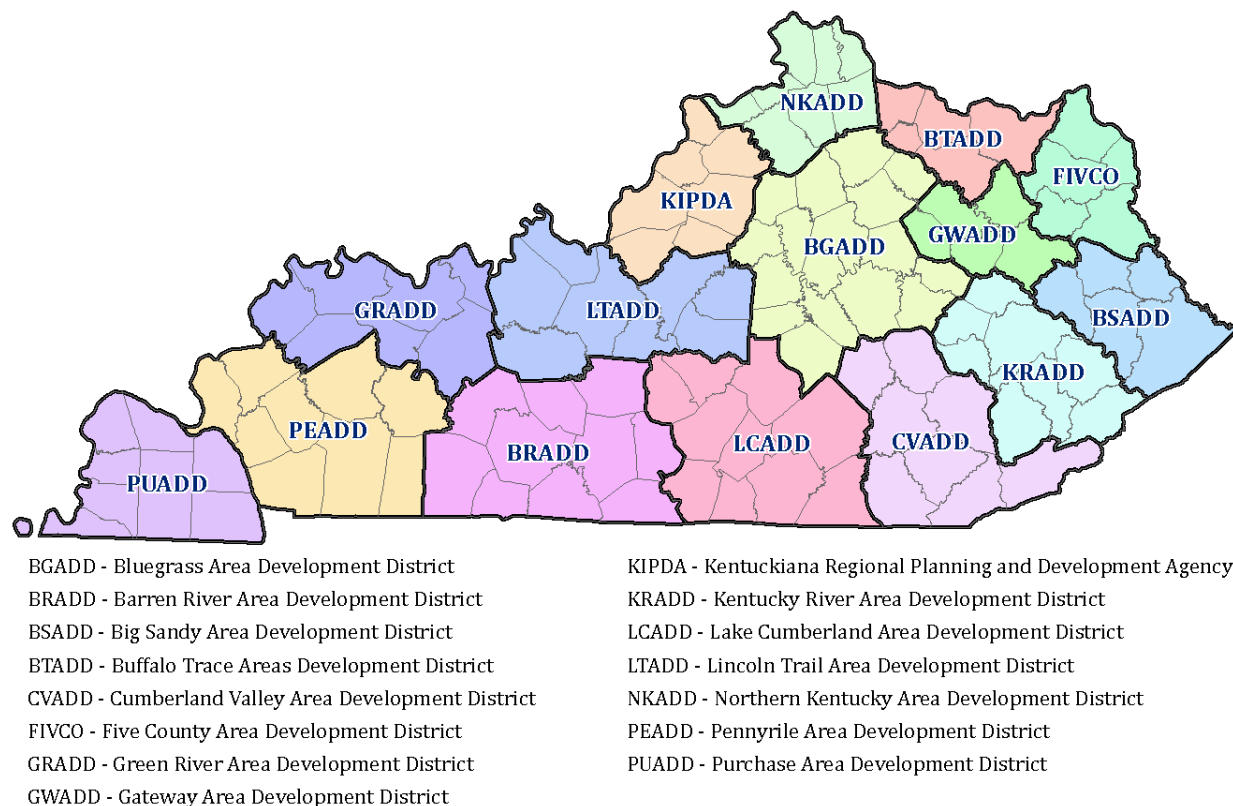 NKADD
BTADD
FIVCO
KIPDA
GWADD
BGADD
GRADD
LTADD
BSADD
KRADD
PEADD
BRADD
LCADD
CVADD
PUADD
BGADD - Bluegrass Area Development District
BRADD - Barren River Area Development District
BSADD - Big Sandy Area Development District
BTADD - Buffalo Trace Areas Development District
CVADD - Cumberland Valley Area Development District
FIVCO - Five County Area Development District
GRADD - Green River Area Development District
GWADD - Gateway Area Development District
KIPDA - Kentuckiana Regional Planning and Development Agency
KRADD - Kentucky River Area Development District
LCADD - Lake Cumberland Area Development District
LTADD - Lincoln Trail Area Development District
NKADD - Northern Kentucky Area Development District
PEADD - Pennyrile Area Development District
PUADD - Purchase Area Development District